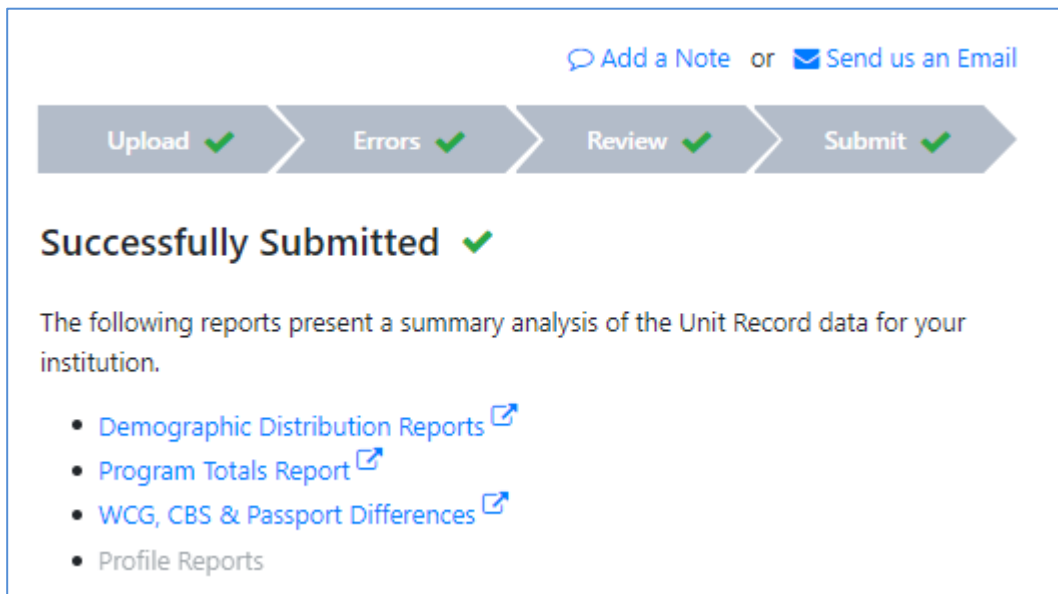 Add a Note or Send us an Email
Upload Errors Review Submit
Successfully Submitted
The following reports present a summary analysis of the Unit Record data for your
institution.
Demographic Distribution Reports
Program Totals Report
WCG, CBS & Passport Differences
Profile Reports